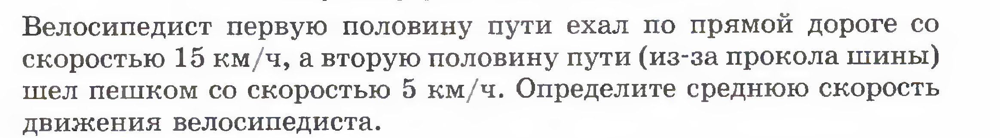 Велосипедист первую половину пути ехал по прямой дороге со
скоростью 15 км/ч, а вторую половину пути (из-за прокола шины)
шел пешком со скоростью 5 км/ч. Определите среднюю скорость
движения велосипедиста.